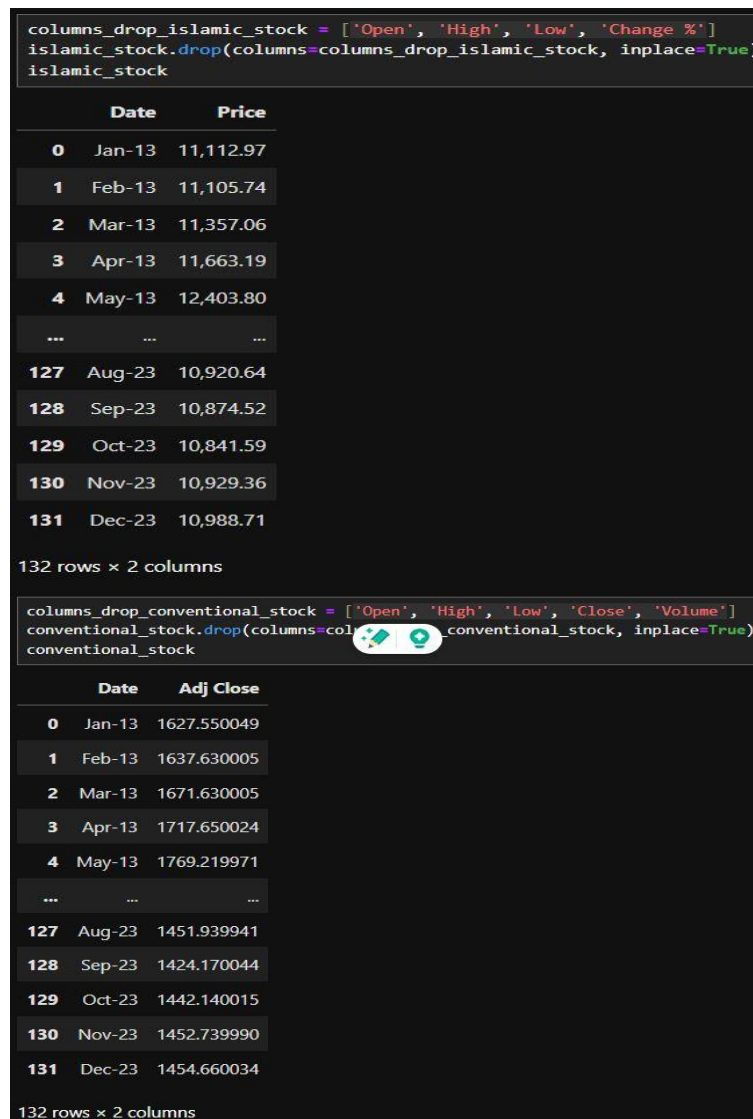 columns_drop_islamic_stock = ['Open', 'High', 'Low', 'Change %']
islamic_stock.drop(columns=columns_drop_islamic_stock, inplace=True)
islamic_stock
Date Price
0 Jan-13 11,112.97
1 Feb-13 11,105.74
2 Mar-13 11,357.06
3 Apr-13 11,663.19
4 May-13 12,403.80
... ... ...
127 Aug-23 10,920.64
128 Sep-23 10,874.52
129 Oct-23 10,841.59
130 Nov-23 10,929.36
131 Dec-23 10,988.71
132 rows × 2 columns
columns_drop_conventional_stock = ['Open', 'High', 'Low', 'Close', 'Volume']
conventional_stock.drop(columns=col _conventional_stock, inplace=True)
conventional_stock
Date Adj Close
0 Jan-13 1627.550049
1 Feb-13 1637.630005
2 Mar-13 1671.630005
3 Apr-13 1717.650024
4 May-13 1769.219971
... ... ...
127 Aug-23 1451.939941
128 Sep-23 1424.170044
129 Oct-23 1442.140015
130 Nov-23 1452.739990
131 Dec-23 1454.660034
132 rows × 2 columns